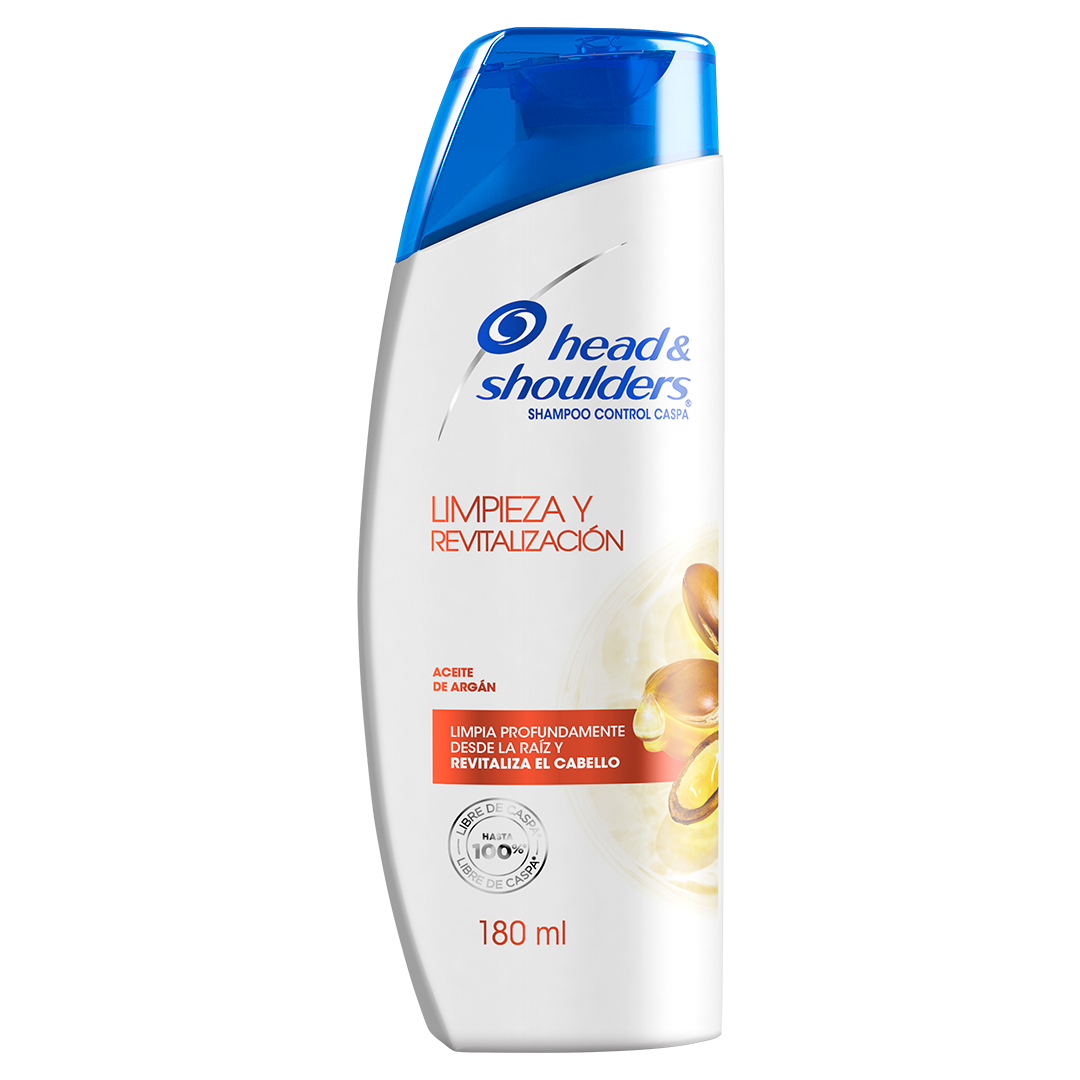 head &
shoulders®
SHAMPOO CONTROL CASPA
LIMPIEZA Y
REVITALIZACIÓN
ACEITE
DE ARGÁN
LIMPIA PROFUNDAMENTE
DESDE LA RAÍZ Y
REVITALIZA EL CABELLO
LIBRE DE CASPA*
HASTA
100%*
LIBRE DE CASPA*
180 ml